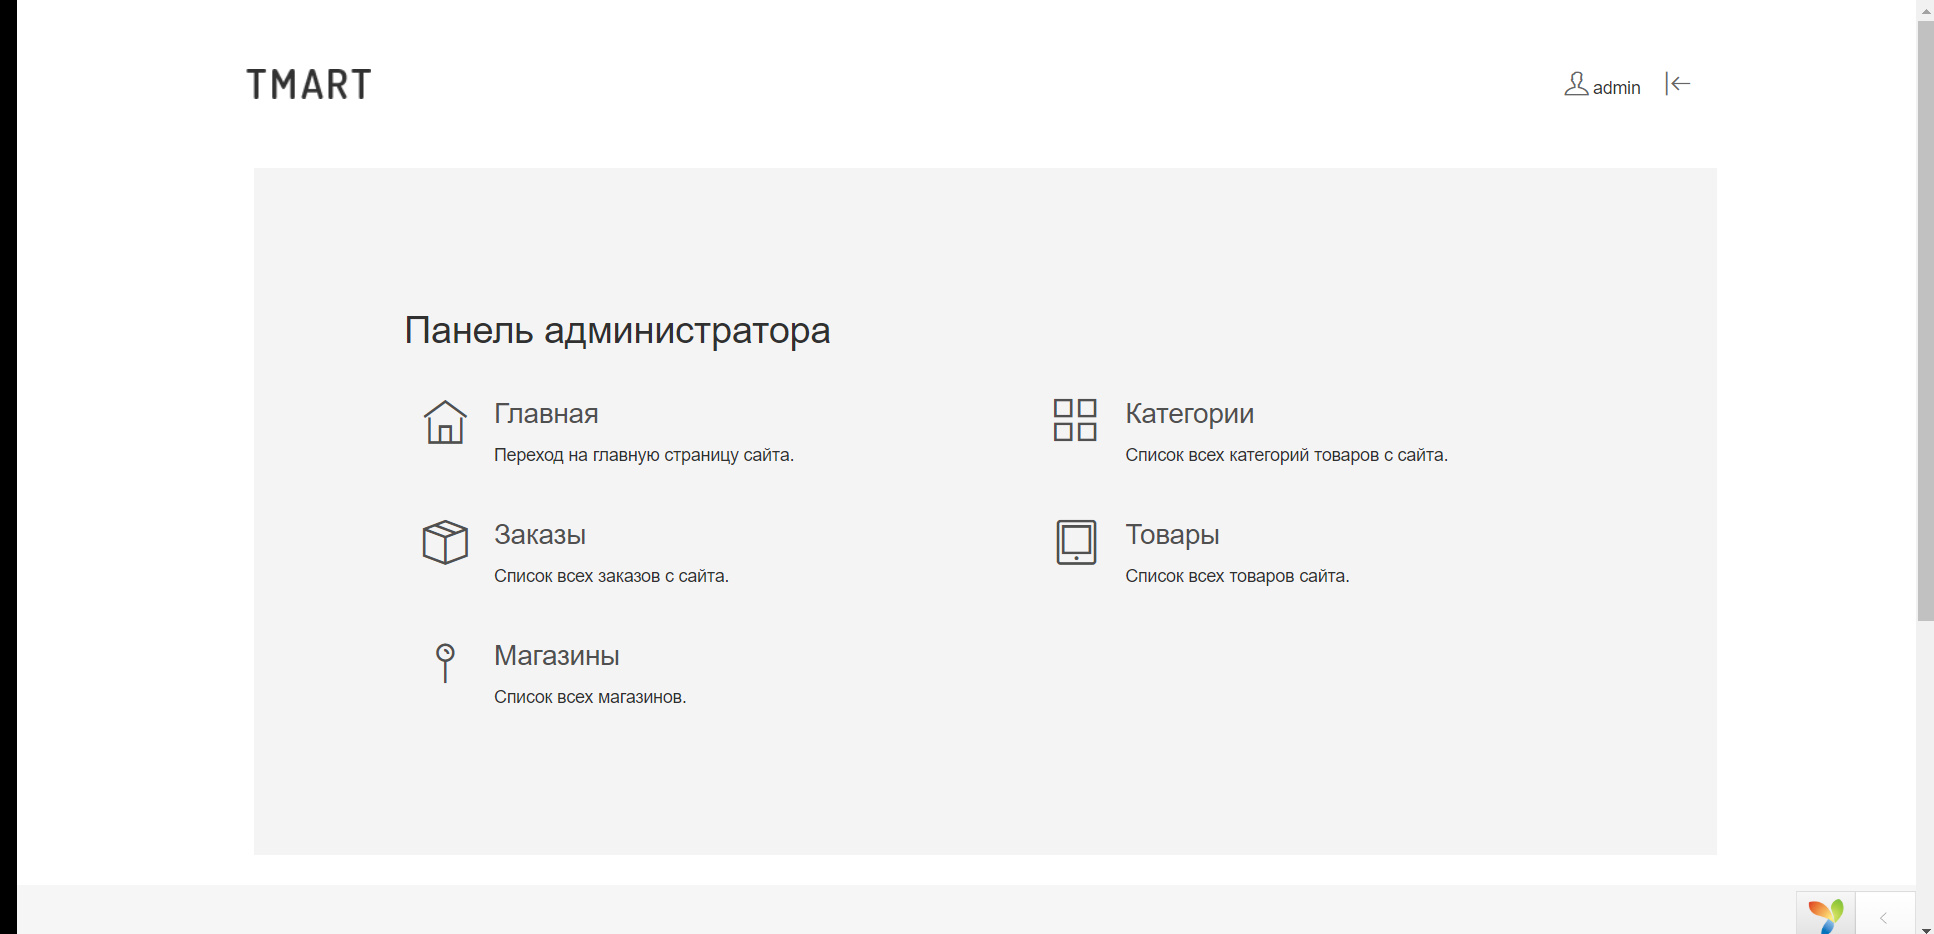 TMART
admin
Панель администратора
Главная
Переход на главную страницу сайта.
Категории
Список всех категорий товаров с сайта.
Заказы
Список всех заказов с сайта.
Товары
Список всех товаров сайта.
Магазины
Список всех магазинов.